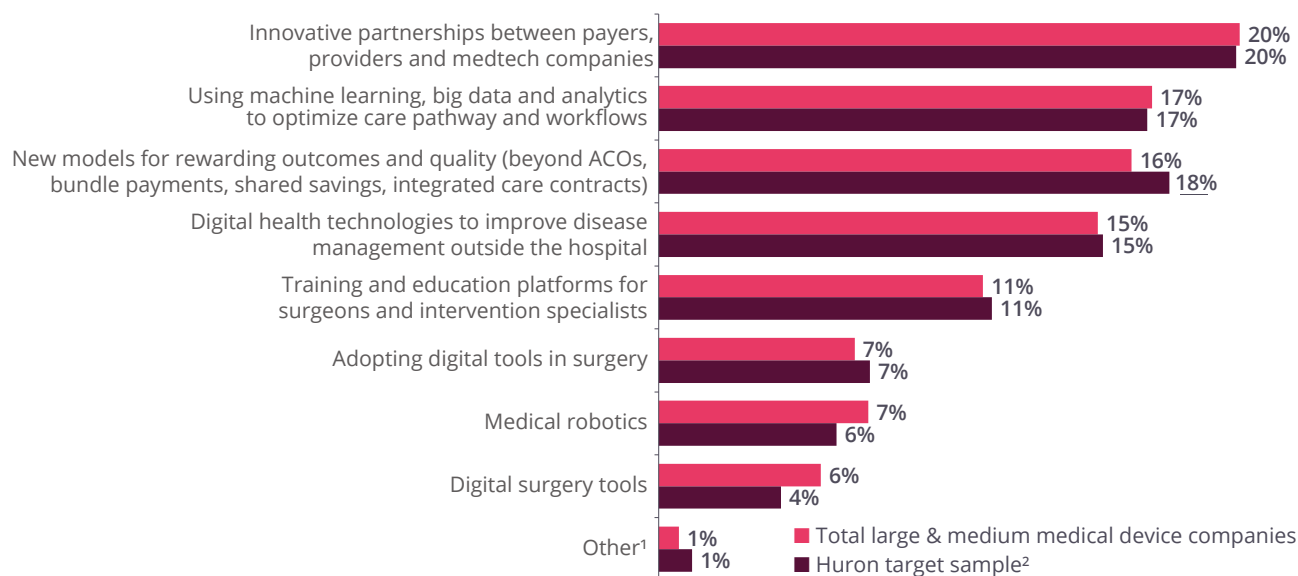 Innovative partnerships between payers,
providers and medtech companies
20%
20%
Using machine learning, big data and analytics
to optimize care pathway and workflows
17%
17%
New models for rewarding outcomes and quality (beyond ACOs,
bundle payments, shared savings, integrated care contracts)
16%
18%
Digital health technologies to improve disease
management outside the hospital
15%
15%
Training and education platforms for
surgeons and intervention specialists
11%
11%
Adopting digital tools in surgery
7%
7%
Medical robotics
7%
6%
Digital surgery tools
6%
4%
Other¹
1%
1%
Total large & medium medical device companies
Huron target sample²